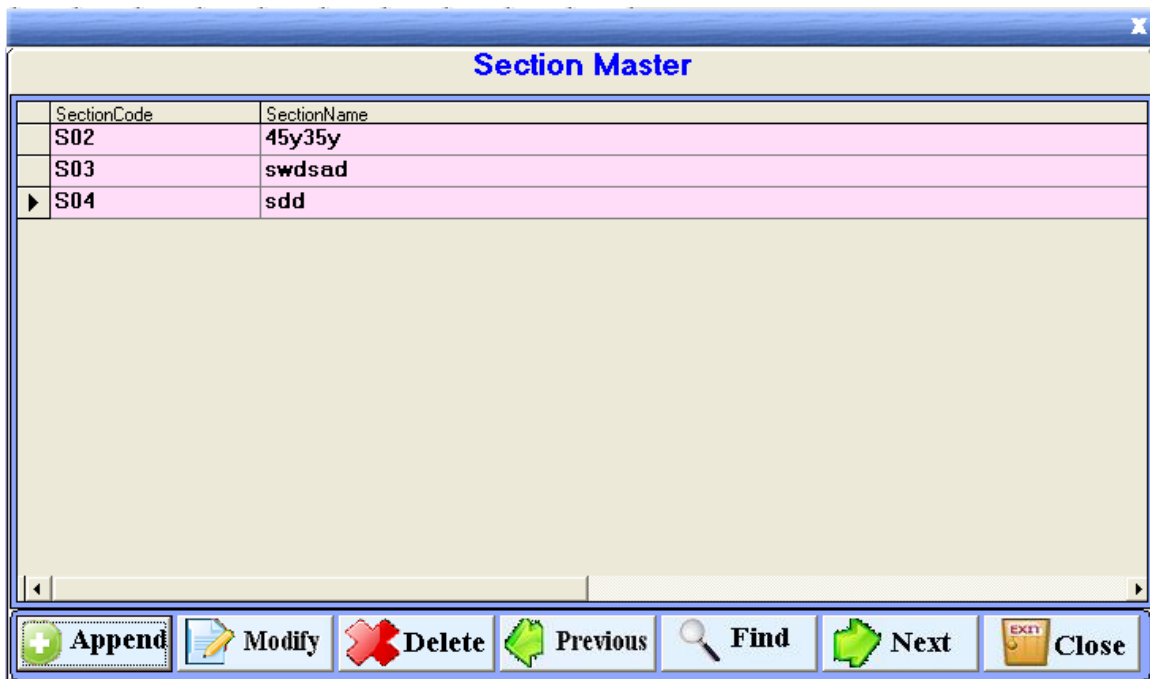 X
Section Master
SectionCode SectionName
S02 45y35y
S03 swdsad
S04 sdd
Append Modify Delete Previous Find Next EXIT Close